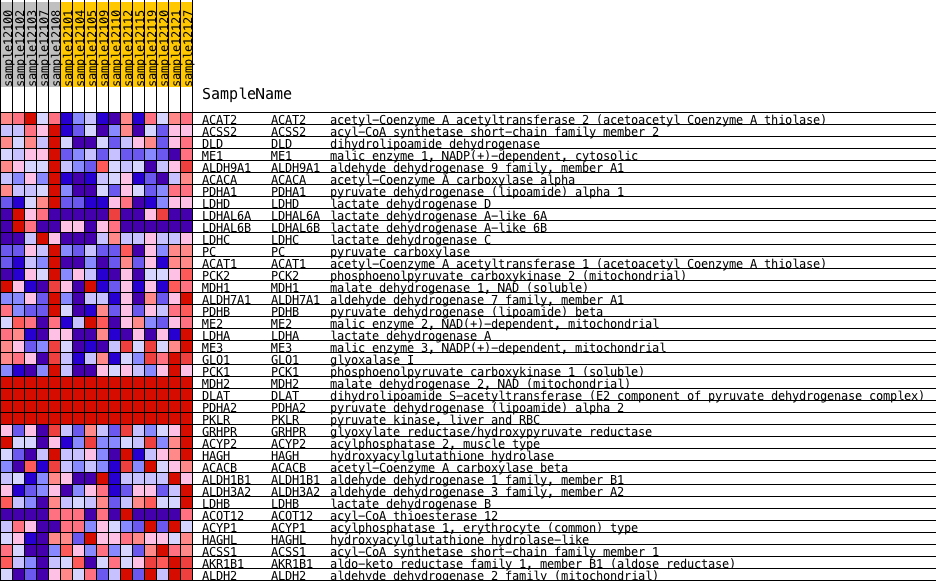 sample12100
sample12102
sample12103
sample12107
sample12108
sample12101
sample12104
sample12105
sample12109
sample12110
sample12112
sample12115
sample12119
sample12120
sample12121
sample12127
SampleName
ACAT2 ACAT2 acetyl-Coenzyme A acetyltransferase 2 (acetoacetyl Coenzyme A thiolase)
ACSS2 ACSS2 acyl-CoA synthetase short-chain family member 2
DLD DLD dihydrolipoamide dehydrogenase
ME1 ME1 malic enzyme 1, NADP(+)-dependent, cytosolic
ALDH9A1 ALDH9A1 aldehyde dehydrogenase 9 family, member A1
ACACA ACACA acetyl-Coenzyme A carboxylase alpha
PDHA1 PDHA1 pyruvate dehydrogenase (lipoamide) alpha 1
LDHD LDHD lactate dehydrogenase D
LDHAL6A LDHAL6A lactate dehydrogenase A-like 6A
LDHAL6B LDHAL6B lactate dehydrogenase A-like 6B
LDHC LDHC lactate dehydrogenase C
PC PC pyruvate carboxylase
ACAT1 ACAT1 acetyl-Coenzyme A acetyltransferase 1 (acetoacetyl Coenzyme A thiolase)
PCK2 PCK2 phosphoenolpyruvate carboxykinase 2 (mitochondrial)
MDH1 MDH1 malate dehydrogenase 1, NAD (soluble)
ALDH7A1 ALDH7A1 aldehyde dehydrogenase 7 family, member A1
PDHB PDHB pyruvate dehydrogenase (lipoamide) beta
ME2 ME2 malic enzyme 2, NAD(+)-dependent, mitochondrial
LDHA LDHA lactate dehydrogenase A
ME3 ME3 malic enzyme 3, NADP(+)-dependent, mitochondrial
GLO1 GLO1 glyoxalase I
PCK1 PCK1 phosphoenolpyruvate carboxykinase 1 (soluble)
MDH2 MDH2 malate dehydrogenase 2, NAD (mitochondrial)
DLAT DLAT dihydrolipoamide S-acetyltransferase (E2 component of pyruvate dehydrogenase complex)
PDHA2 PDHA2 pyruvate dehydrogenase (lipoamide) alpha 2
PKLR PKLR pyruvate kinase, liver and RBC
GRHPR GRHPR glyoxylate reductase/hydroxypyruvate reductase
ACYP2 ACYP2 acylphosphatase 2, muscle type
HAGH HAGH hydroxyacylglutathione hydrolase
ACACB ACACB acetyl-Coenzyme A carboxylase beta
ALDH1B1 ALDH1B1 aldehyde dehydrogenase 1 family, member B1
ALDH3A2 ALDH3A2 aldehyde dehydrogenase 3 family, member A2
LDHB LDHB lactate dehydrogenase B
ACOT12 ACOT12 acyl-CoA thioesterase 12
ACYP1 ACYP1 acylphosphatase 1, erythrocyte (common) type
HAGHL HAGHL hydroxyacylglutathione hydrolase-like
ACSS1 ACSS1 acyl-CoA synthetase short-chain family member 1
AKR1B1 AKR1B1 aldo-keto reductase family 1, member B1 (aldose reductase)
ALDH2 ALDH2 aldehyde dehydrogenase 2 family (mitochondrial)